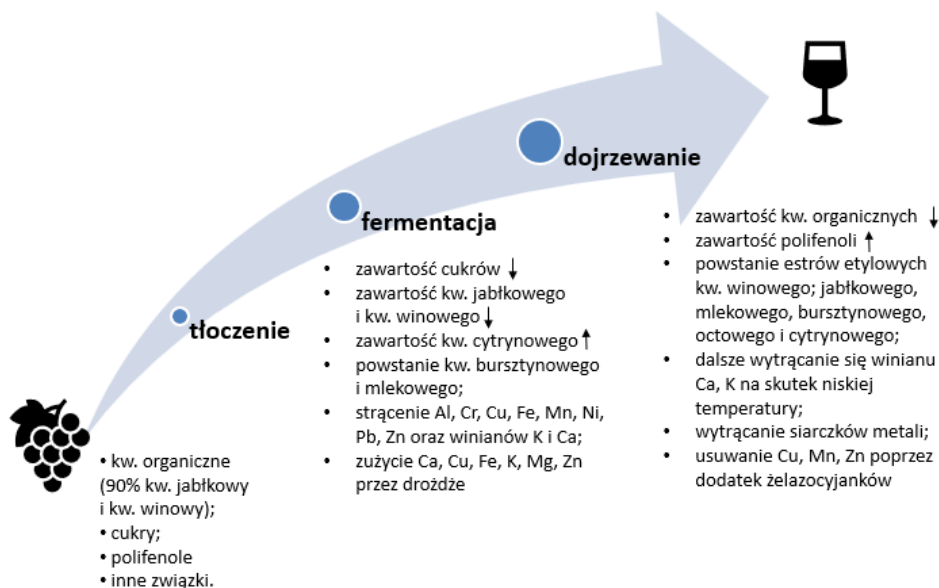 tłoczenie
• kw. organiczne
(90% kw. jabłkowy
i kw. winowy);
• cukry;
• polifenole
• inne związki.
fermentacja
• zawartość cukrów ↓
• zawartość kw. jabłkowego
i kw. winowego ↓
• zawartość kw. cytrynowego ↑
• powstanie kw. bursztynowego
i mlekowego;
• strącenie Al, Cr, Cu, Fe, Mn, Ni,
Pb, Zn oraz winianów K i Ca;
• zużycie Ca, Cu, Fe, K, Mg, Zn
przez drożdże
dojrzewanie
• zawartość kw. organicznych ↓
• zawartość polifenoli ↑
• powstanie estrów etylowych
kw. winowego; jabłkowego,
mlekowego, bursztynowego,
octowego i cytrynowego;
• dalsze wytrącanie się winianu
Ca, K na skutek niskiej
temperatury;
• wytrącanie siarczków metali;
• usuwanie Cu, Mn, Zn poprzez
dodatek żelazocyjanków